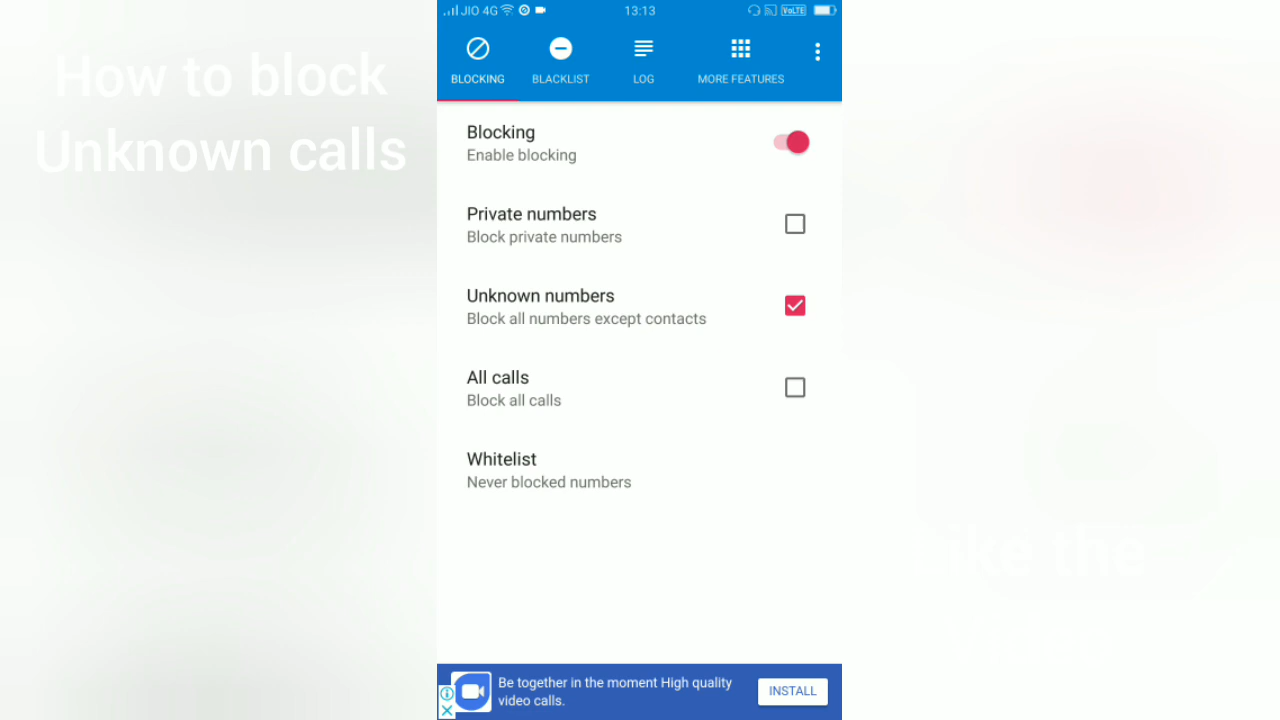 How to block
Unknown calls
JIO 4G
13:13
VoLTE
BLOCKING
BLACKLIST
LOG
MORE FEATURES
Blocking
Enable blocking
Private numbers
Block private numbers
Unknown numbers
Block all numbers except contacts
All calls
Block all calls
Whitelist
Never blocked numbers
the
Be together in the moment High quality
video calls.
INSTALL